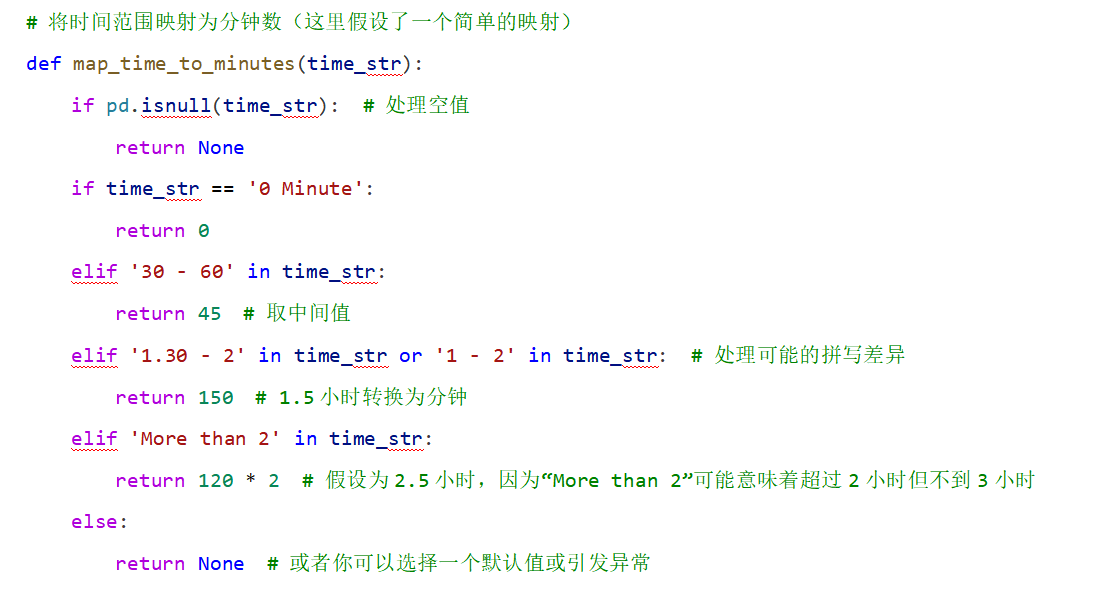 # 将时间范围映射为分钟数（这里假设了一个简单的映射）
def map_time_to_minutes(time_str):
if pd.isnull(time_str):  # 处理空值
return None
if time_str == '0 Minute':
return 0
elif '30 - 60' in time_str:
return 45  # 取中间值
elif '1.30 - 2' in time_str or '1 - 2' in time_str:  # 处理可能的拼写差异
return 150  # 1.5 小时转换为分钟
elif 'More than 2' in time_str:
return 120 * 2  # 假设为 2.5 小时，因为“More than 2”可能意味着超过 2 小时但不到 3 小时
else:
return None  # 或者你可以选择一个默认值或引发异常